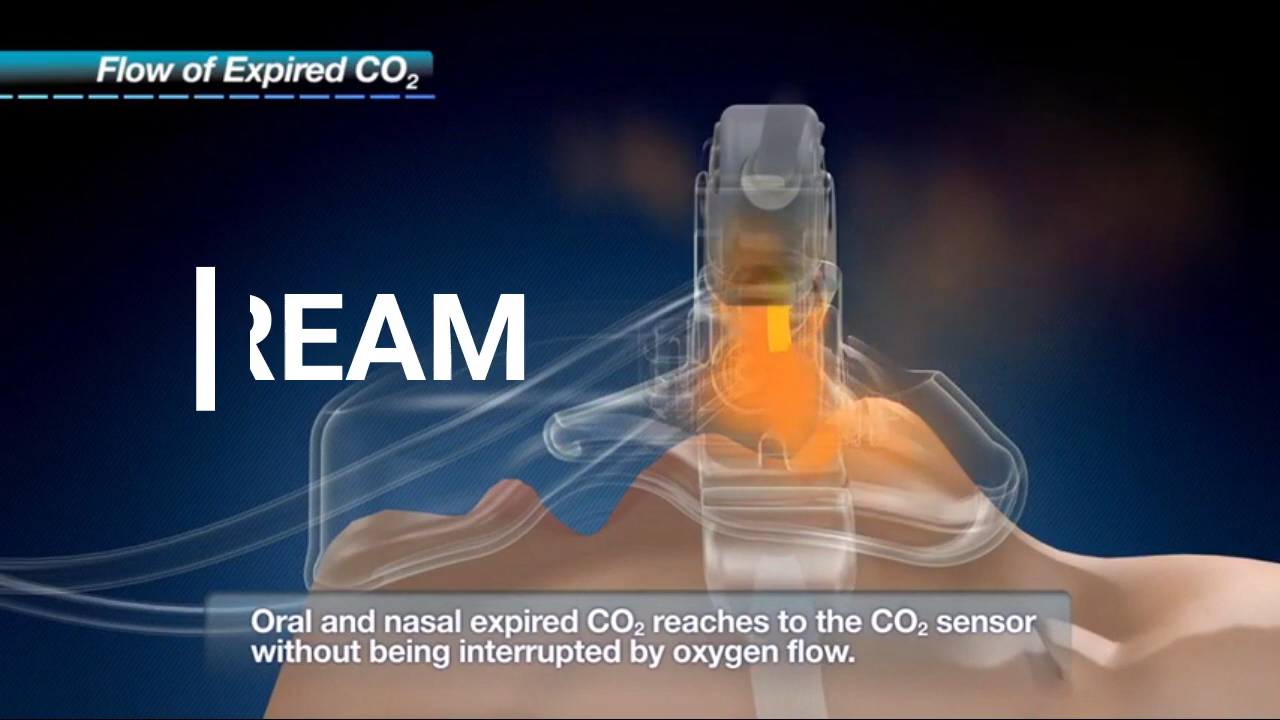 Flow of Expired CO₂
REAM
Oral and nasal expired CO₂ reaches to the CO₂ sensor
without being interrupted by oxygen flow.